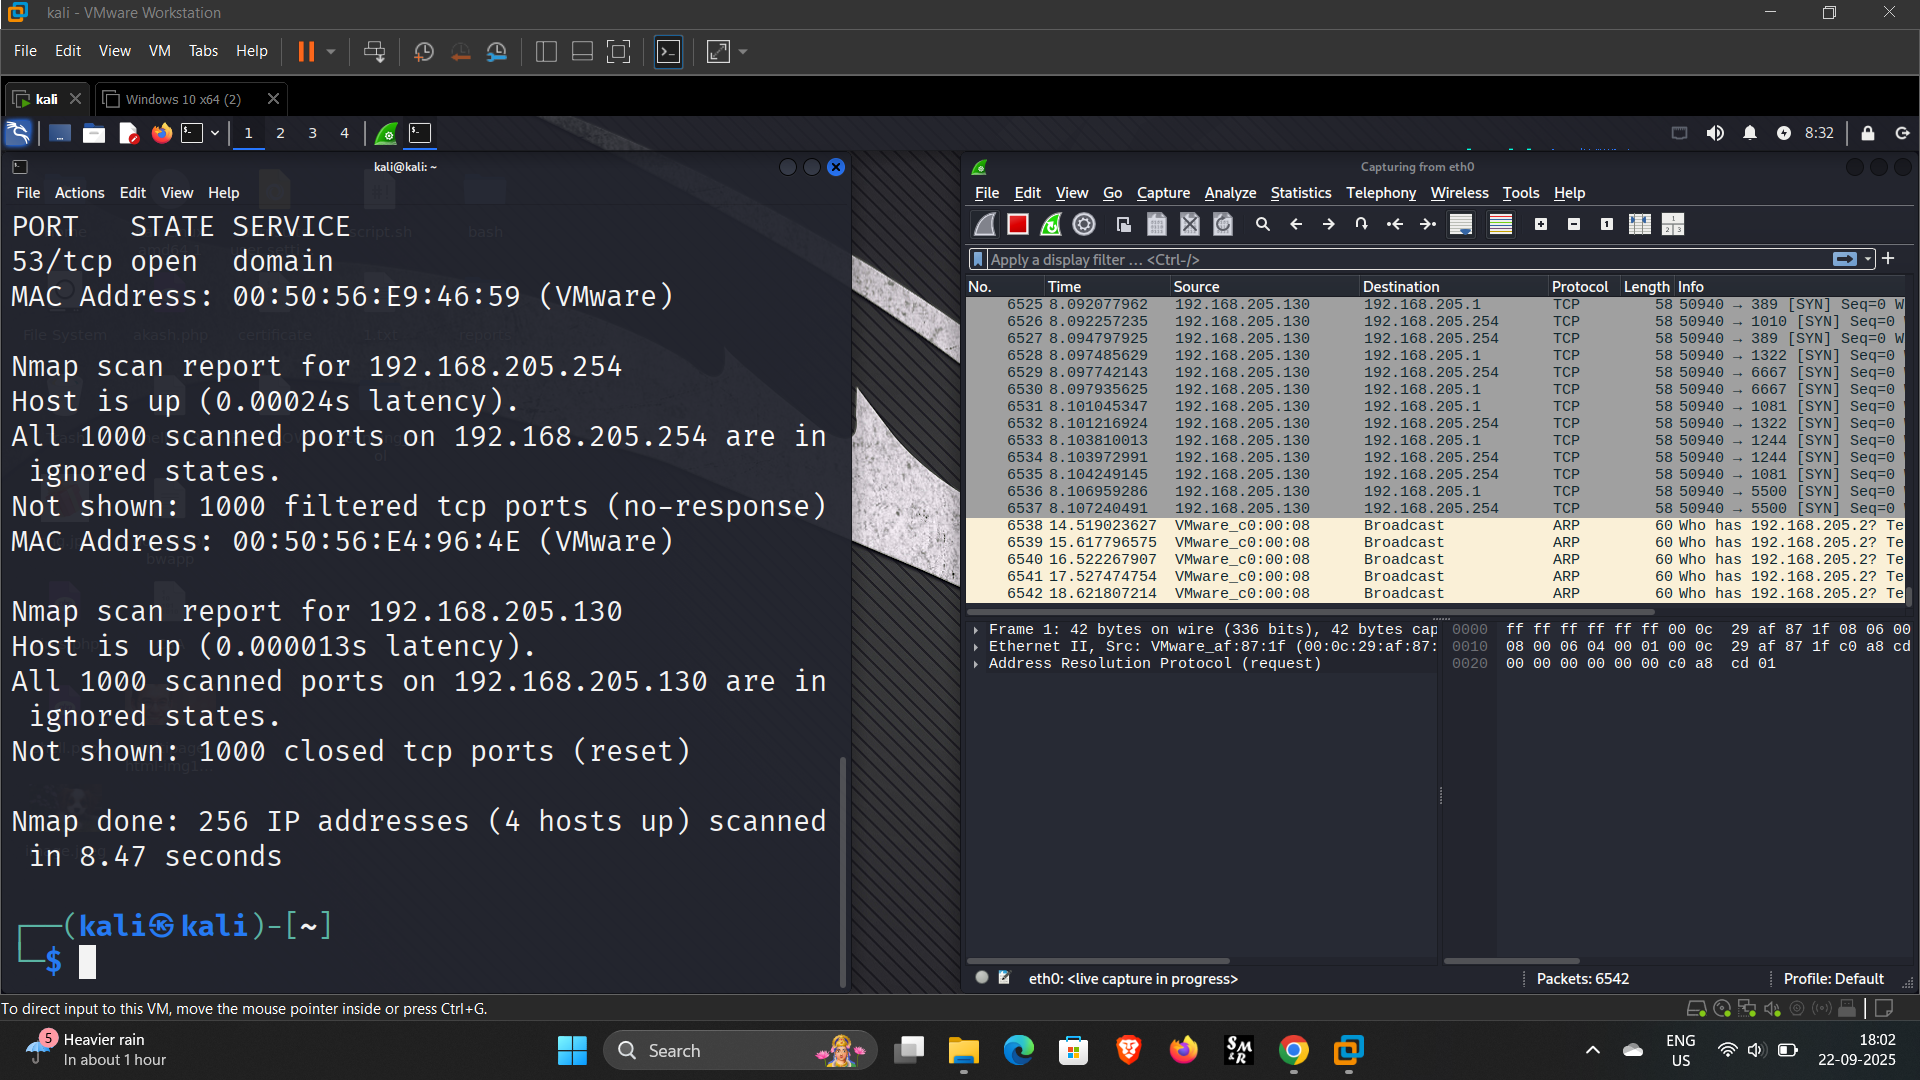 kali - VMware Workstation
File Edit View VM Tabs Help
kali
Windows 10 x64 (2)
1 2 3 4
8:32
kali@kali: ~
File Actions Edit View Help
PORT STATE SERVICE
53/tcp open domain
MAC Address: 00:50:56:E9:46:59 (VMware)
Nmap scan report for 192.168.205.254
Host is up (0.00024s latency).
All 1000 scanned ports on 192.168.205.254 are in
ignored states.
Not shown: 1000 filtered tcp ports (no-response)
MAC Address: 00:50:56:E4:96:4E (VMware)
Nmap scan report for 192.168.205.130
Host is up (0.000013s latency).
All 1000 scanned ports on 192.168.205.130 are in
ignored states.
Not shown: 1000 closed tcp ports (reset)
Nmap done: 256 IP addresses (4 hosts up) scanned
in 8.47 seconds
(kali㉿kali)-[~]
$
Capturing from eth0
File Edit View Go Capture Analyze Statistics Telephony Wireless Tools Help
Apply a display filter … <Ctrl-/>
No. Time Source Destination Protocol Length Info
6525 8.092077962 192.168.205.130 192.168.205.1 TCP 58 50940 → 389 [SYN] Seq=0 W
6526 8.092257235 192.168.205.130 192.168.205.254 TCP 58 50940 → 1010 [SYN] Seq=0
6527 8.094797925 192.168.205.130 192.168.205.254 TCP 58 50940 → 389 [SYN] Seq=0 W
6528 8.097485629 192.168.205.130 192.168.205.1 TCP 58 50940 → 1322 [SYN] Seq=0
6529 8.097742143 192.168.205.130 192.168.205.254 TCP 58 50940 → 6667 [SYN] Seq=0
6530 8.097935625 192.168.205.130 192.168.205.1 TCP 58 50940 → 6667 [SYN] Seq=0
6531 8.101045347 192.168.205.130 192.168.205.1 TCP 58 50940 → 1081 [SYN] Seq=0
6532 8.101216924 192.168.205.130 192.168.205.254 TCP 58 50940 → 1322 [SYN] Seq=0
6533 8.103810013 192.168.205.130 192.168.205.1 TCP 58 50940 → 1244 [SYN] Seq=0
6534 8.103972991 192.168.205.130 192.168.205.254 TCP 58 50940 → 1244 [SYN] Seq=0
6535 8.104249145 192.168.205.130 192.168.205.254 TCP 58 50940 → 1081 [SYN] Seq=0
6536 8.106959286 192.168.205.130 192.168.205.1 TCP 58 50940 → 5500 [SYN] Seq=0
6537 8.107240491 192.168.205.130 192.168.205.254 TCP 58 50940 → 5500 [SYN] Seq=0
6538 14.519023627 VMware_c0:00:08 Broadcast ARP 60 Who has 192.168.205.2? Te
6539 15.617796575 VMware_c0:00:08 Broadcast ARP 60 Who has 192.168.205.2? Te
6540 16.522267907 VMware_c0:00:08 Broadcast ARP 60 Who has 192.168.205.2? Te
6541 17.527474754 VMware_c0:00:08 Broadcast ARP 60 Who has 192.168.205.2? Te
6542 18.621807214 VMware_c0:00:08 Broadcast ARP 60 Who has 192.168.205.2? Te
Frame 1: 42 bytes on wire (336 bits), 42 bytes cap
Ethernet II, Src: VMware_af:87:1f (00:0c:29:af:87:
Address Resolution Protocol (request)
0000 ff ff ff ff ff ff 00 0c 29 af 87 1f 08 06 00
0010 08 00 06 04 00 01 00 0c 29 af 87 1f c0 a8 cd
0020 00 00 00 00 00 00 c0 a8 cd 01
eth0: <live capture in progress>
Packets: 6542
Profile: Default
To direct input to this VM, move the mouse pointer inside or press Ctrl+G.
5
Heavier rain
In about 1 hour
Search
SM
&R
ENG
US
18:02
22-09-2025